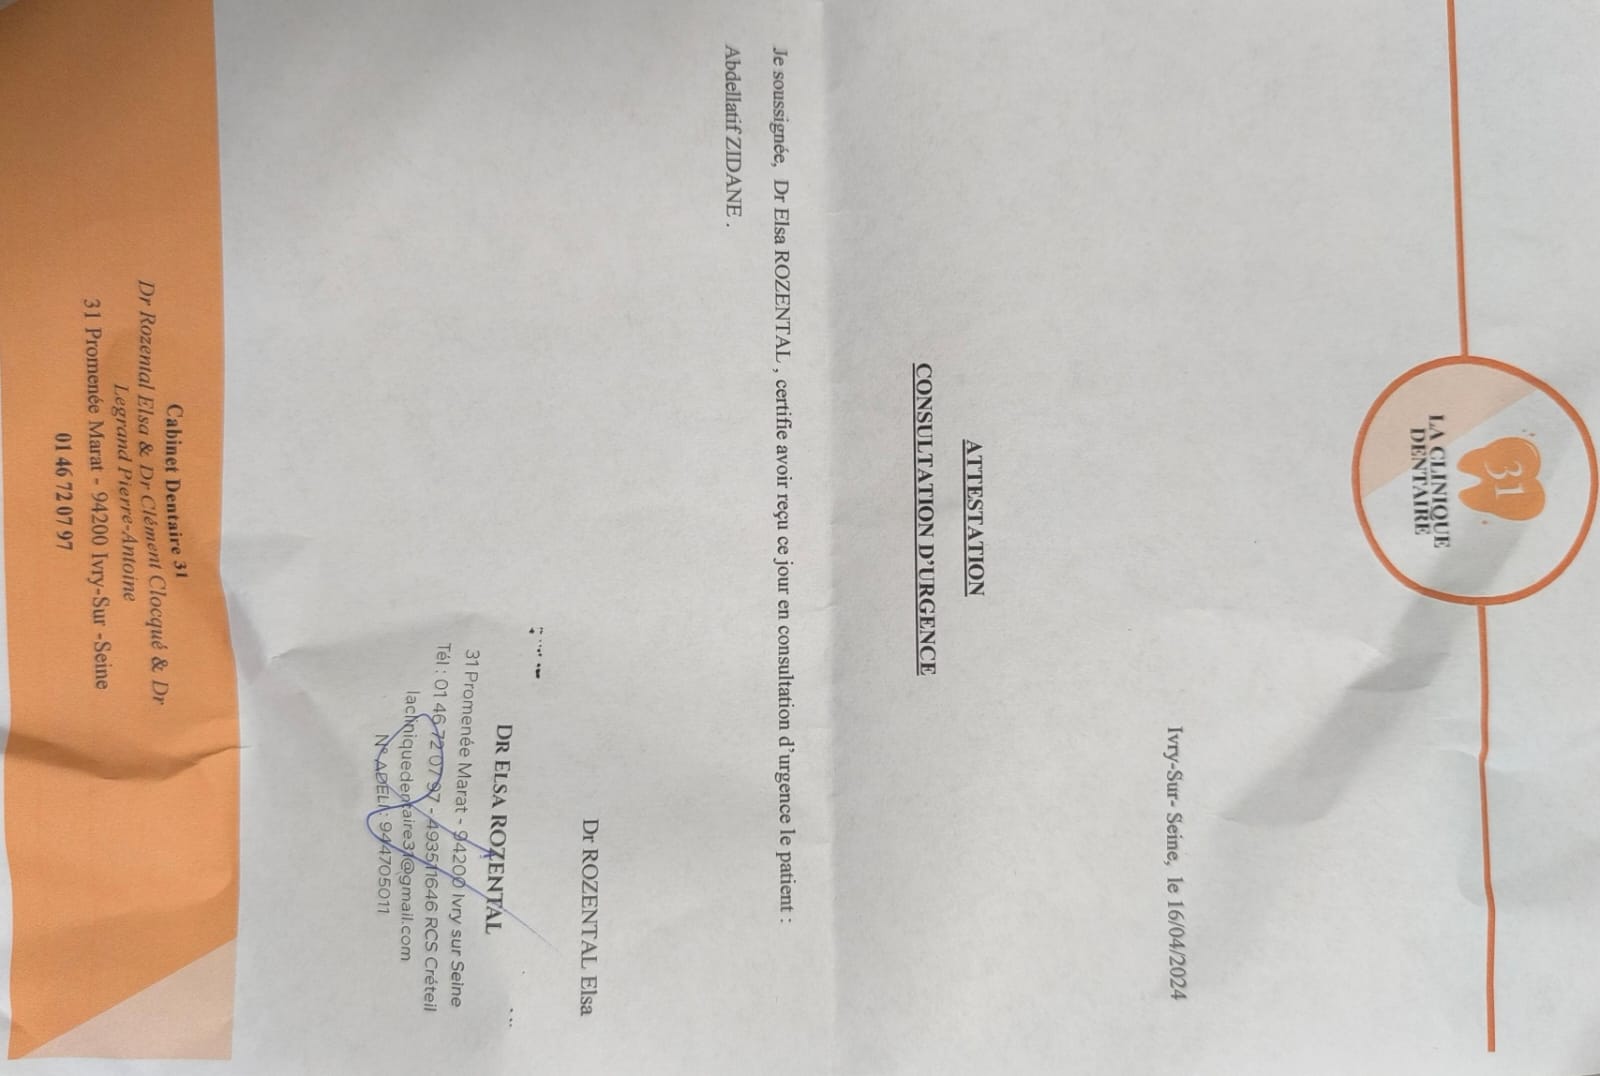 31
LA CLINIQUE
DENTAIRE
Ivry-Sur- Seine, le 16/04/2024
ATTESTATION
CONSULTATION D'URGENCE
Je soussignée, Dr Elsa ROZENTAL , certifie avoir reçu ce jour en consultation d'urgence le patient :
Abdellatif ZIDANE .
Dr ROZENTAL Elsa
DR ELSA ROZENTAL
31 Promenée Marat - 94200 Ivry sur Seine
Tél : 01 46 72 07 97 - 493511646 RCS Créteil
lacliniquedentaire31@gmail.com
N° ADELI: 944705011
Cabinet Dentaire 31
Dr Rozental Elsa & Dr Clément Clocqué & Dr
Legrand Pierre-Antoine
31 Promenée Marat - 94200 Ivry-Sur -Seine
01 46 72 07 97